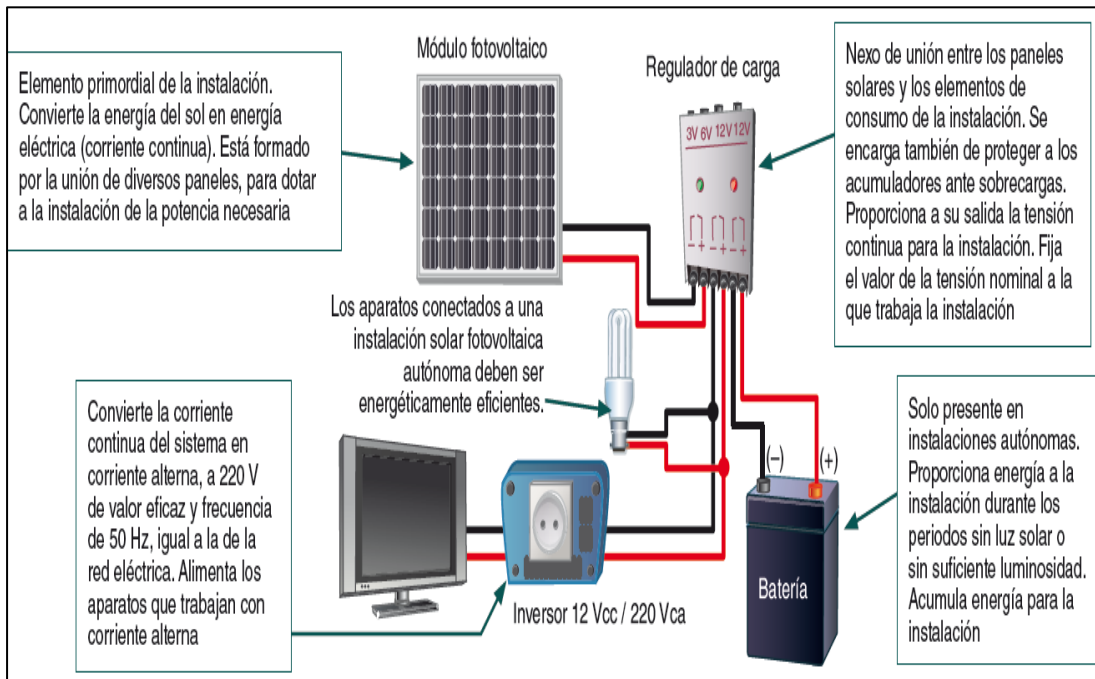 Módulo fotovoltaico
Elemento primordial de la instalación.
Convierte la energía del sol en energía
eléctrica (corriente continua). Está formado
por la unión de diversos paneles, para dotar
a la instalación de la potencia necesaria
Regulador de carga
3V 6V 12V 12V
- + - + - +
Nexo de unión entre los paneles
solares y los elementos de
consumo de la instalación. Se
encarga también de proteger a los
acumuladores ante sobrecargas.
Proporciona a su salida la tensión
continua para la instalación. Fija
el valor de la tensión nominal a la
que trabaja la instalación
Los aparatos conectados a una
instalación solar fotovoltaica
autónoma deben ser
energéticamente eficientes.
Convierte la corriente
continua del sistema en
corriente alterna, a 220 V
de valor eficaz y frecuencia
de 50 Hz, igual a la de la
red eléctrica. Alimenta los
aparatos que trabajan con
corriente alterna
Inversor 12 Vcc / 220 Vca
(–) (+)
Batería
Solo presente en
instalaciones autónomas.
Proporciona energía a la
instalación durante los
periodos sin luz solar o
sin suficiente luminosidad.
Acumula energía para la
instalación